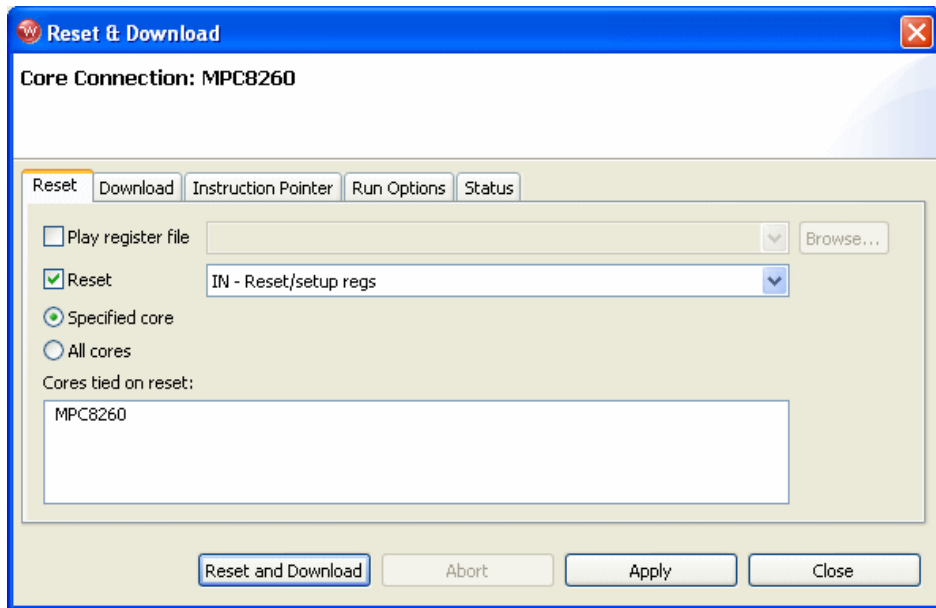 Reset & Download
Core Connection: MPC8260
Reset Download Instruction Pointer Run Options Status
Play register file Browse...
Reset IN - Reset/setup regs
Specified core
All cores
Cores tied on reset:
MPC8260
Reset and Download Abort Apply Close